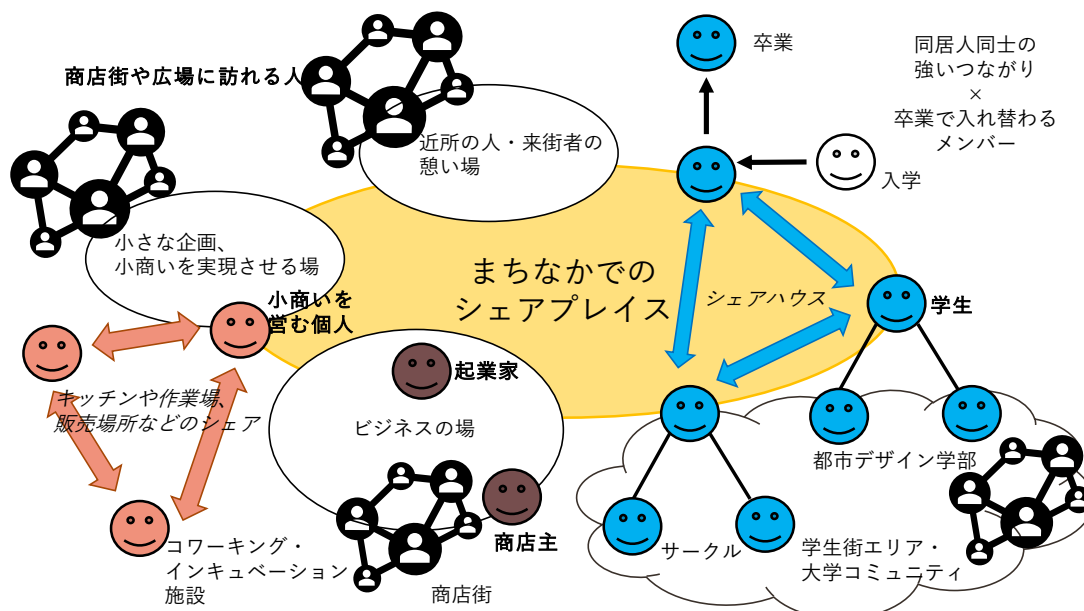 卒業
同居人同士の
強いつながり
×
卒業で入れ替わる
メンバー
商店街や広場に訪れる人
近所の人・来街者の
憩い場
入学
小さな企画、
小商いを実現させる場
まちなかでの
シェアプレイス
シェアハウス
小商いを
営む個人
学生
起業家
キッチンや作業場、
販売場所などのシェア
ビジネスの場
都市デザイン学部
商店主
サークル
学生街エリア・
大学コミュニティ
コワーキング・
インキュベーション
施設
商店街